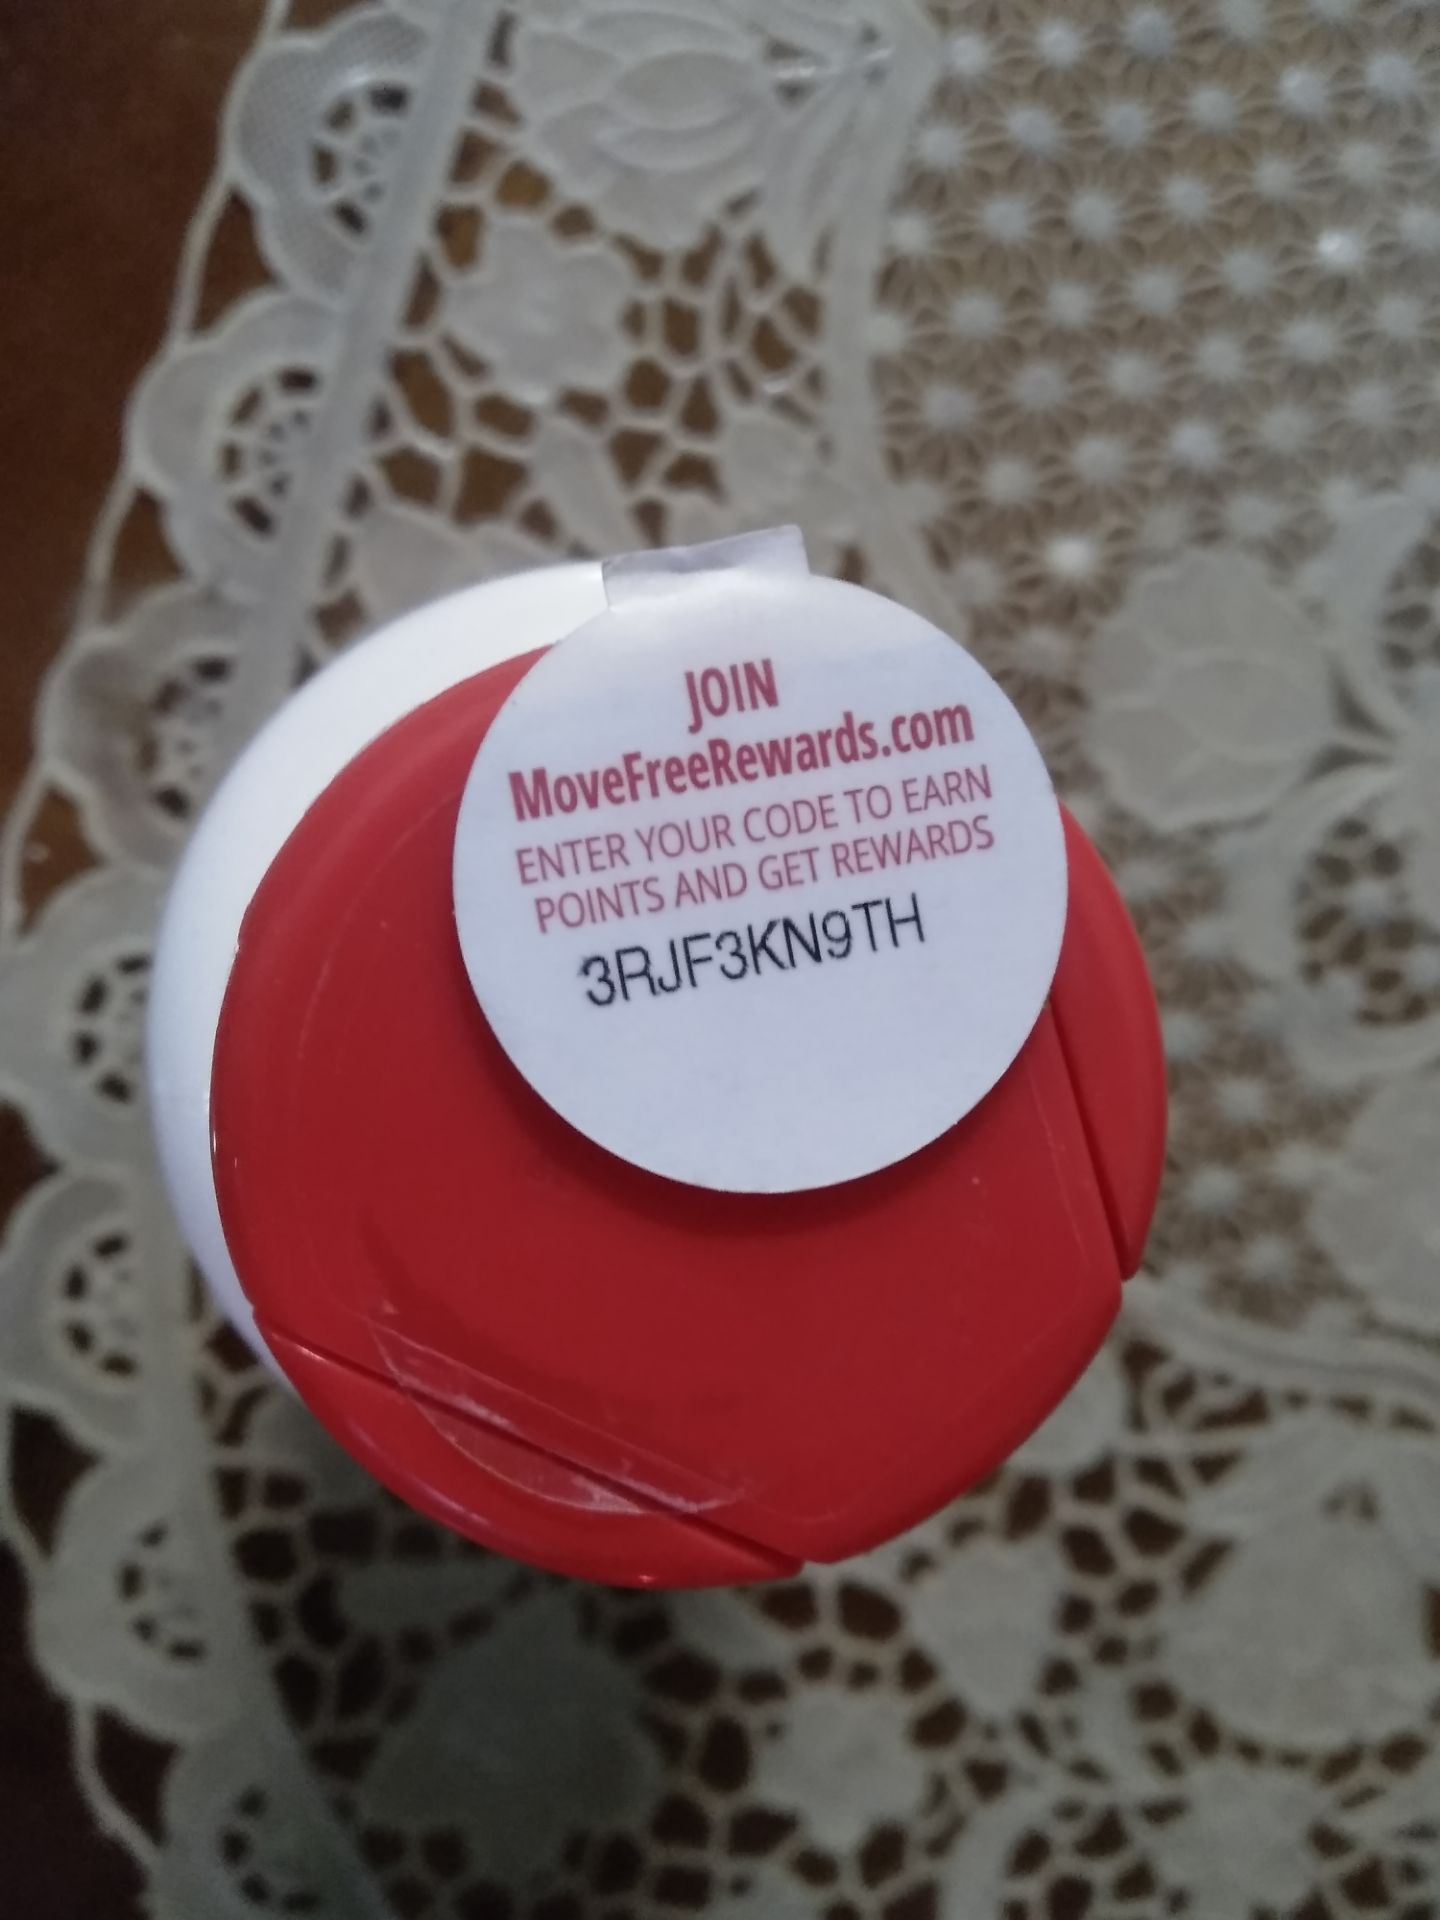 JOIN
MoveFreeRewards.com
ENTER YOUR CODE TO EARN
POINTS AND GET REWARDS
3RJF3KN9TH